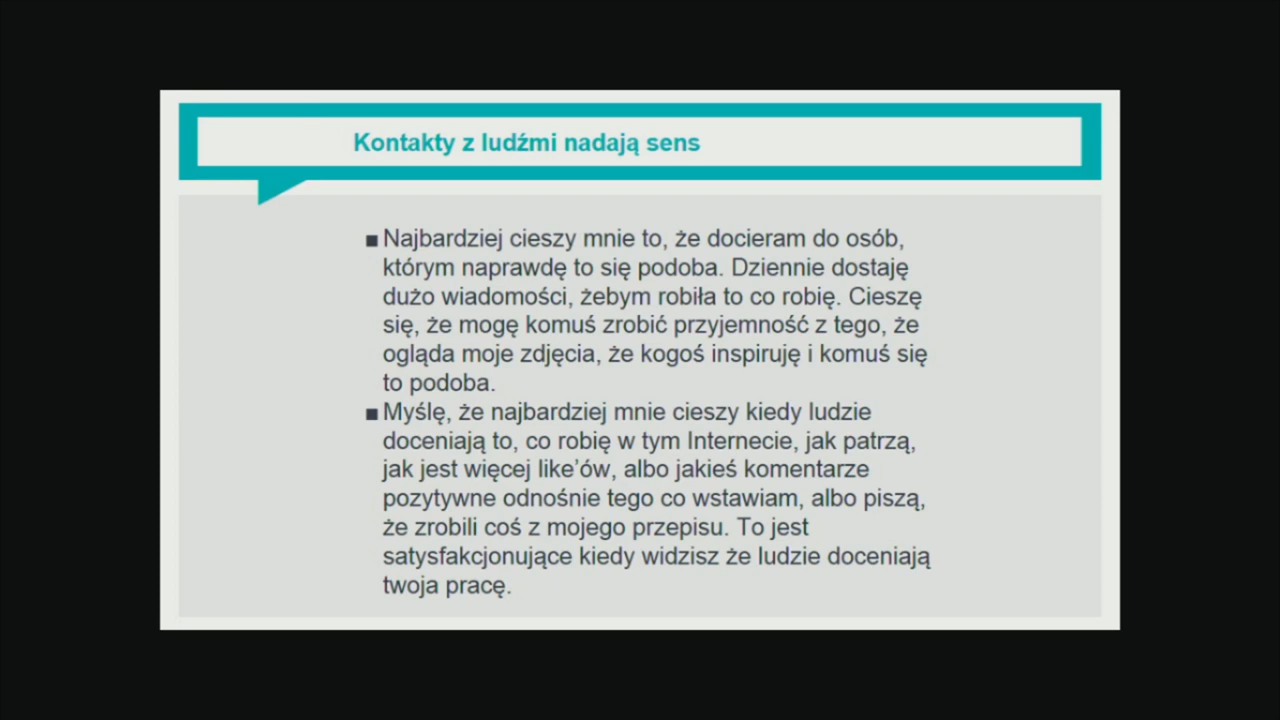 Kontakty z ludźmi nadają sens
■ Najbardziej cieszy mnie to, że docieram do osób,
którym naprawdę to się podoba. Dziennie dostaję
dużo wiadomości, żebym robiła to co robię. Cieszę
się, że mogę komuś zrobić przyjemność z tego, że
ogląda moje zdjęcia, że kogoś inspiruję i komuś się
to podoba.
■ Myślę, że najbardziej mnie cieszy kiedy ludzie
doceniają to, co robię w tym Internecie, jak patrzą,
jak jest więcej like’ów, albo jakieś komentarze
pozytywne odnośnie tego co wstawiam, albo piszą,
że zrobili coś z mojego przepisu. To jest
satysfakcjonujące kiedy widzisz że ludzie doceniają
twoja pracę.